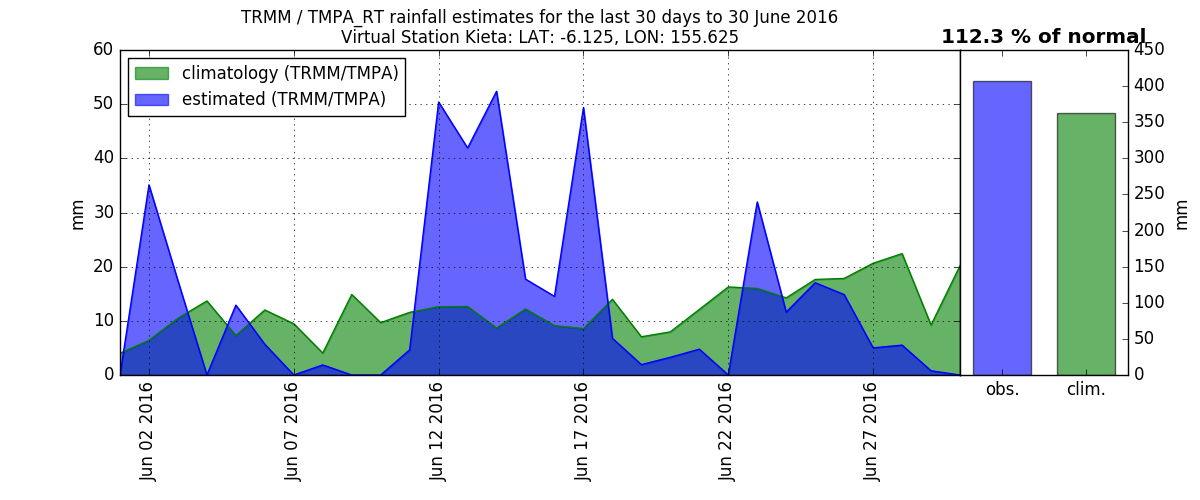 TRMM / TMPA_RT rainfall estimates for the last 30 days to 30 June 2016
Virtual Station Kieta: LAT: -6.125, LON: 155.625
112.3 % of normal
climatology (TRMM/TMPA)
estimated (TRMM/TMPA)
60
50
40
30
20
10
0
mm
Jun 02 2016
Jun 07 2016
Jun 12 2016
Jun 17 2016
Jun 22 2016
Jun 27 2016
obs.
clim.
450
400
350
300
250
200
150
100
50
0
mm